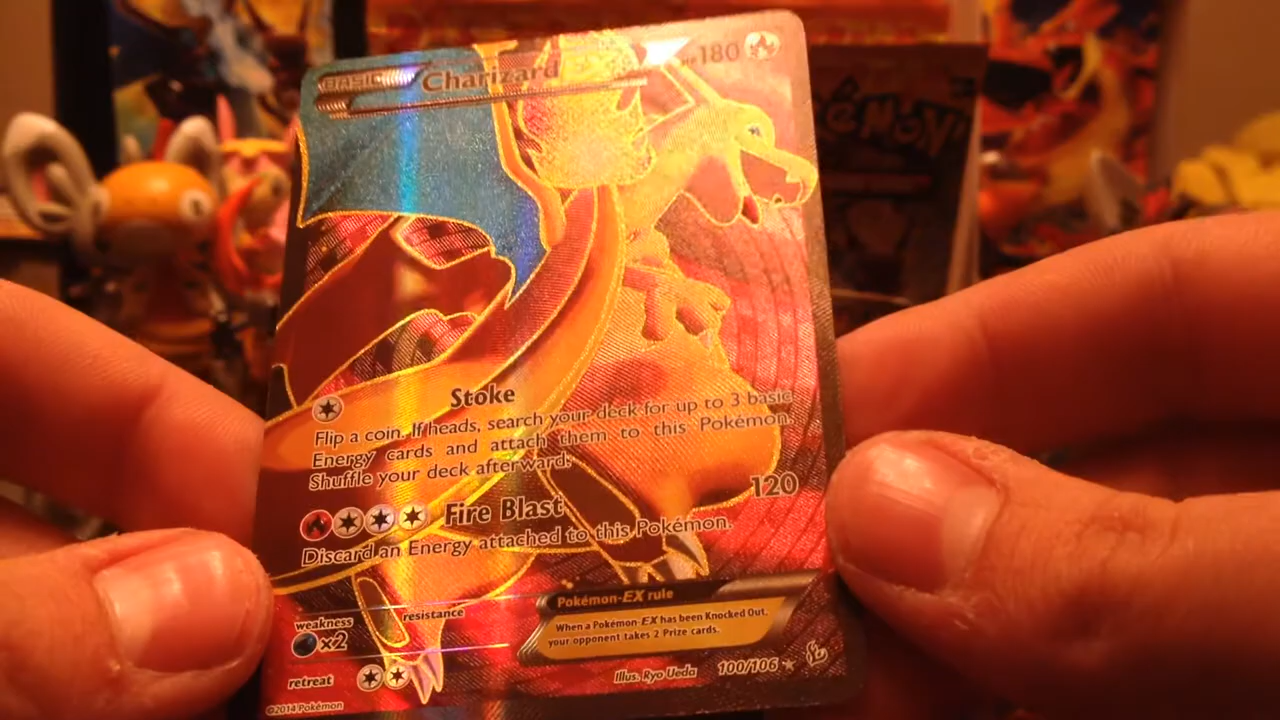 BASIC Charizard HP180
Pokémon
Stoke
Flip a coin. If heads, search your deck for up to 3 basic
Energy cards and attach them to this Pokémon.
Shuffle your deck afterward.
Fire Blast 120
Discard an Energy attached to this Pokémon.
weakness resistance
x2
retreat
Pokémon-EX rule
When a Pokémon-EX has been Knocked Out,
your opponent takes 2 Prize cards.
Illus. Ryo Ueda 100/106
©2014 Pokémon